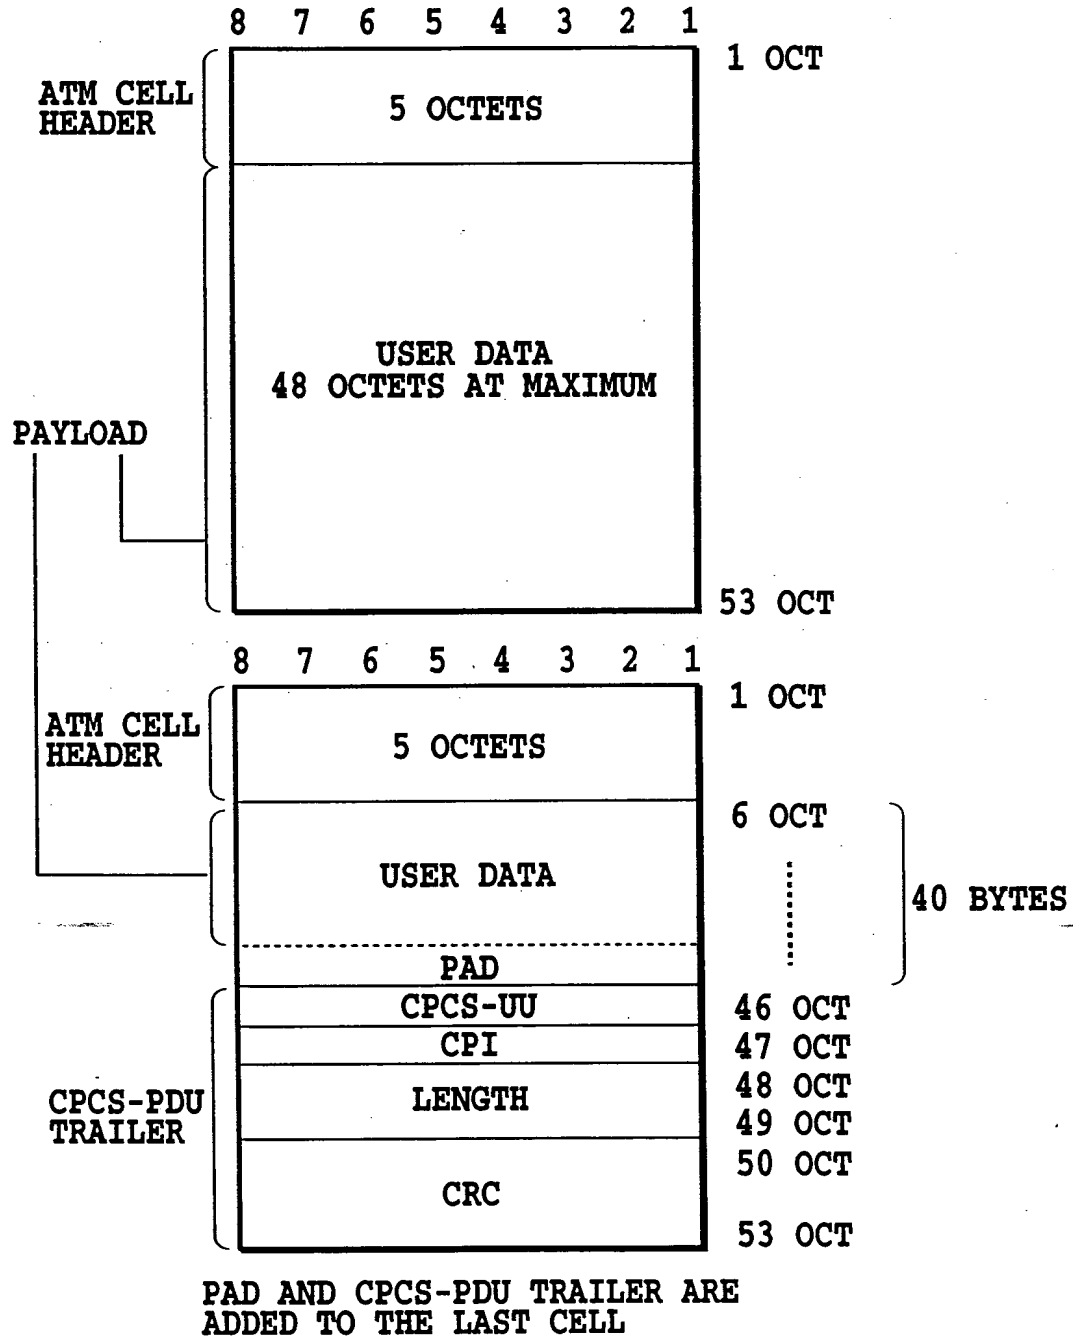 8 7 6 5 4 3 2 1
1 OCT
ATM CELL
HEADER
5 OCTETS
USER DATA
48 OCTETS AT MAXIMUM
PAYLOAD
53 OCT
8 7 6 5 4 3 2 1
1 OCT
ATM CELL
HEADER
5 OCTETS
6 OCT
USER DATA
40 BYTES
PAD
CPCS-UU
46 OCT
CPI
47 OCT
CPCS-PDU
TRAILER
LENGTH
48 OCT
49 OCT
50 OCT
CRC
53 OCT
PAD AND CPCS-PDU TRAILER ARE
ADDED TO THE LAST CELL